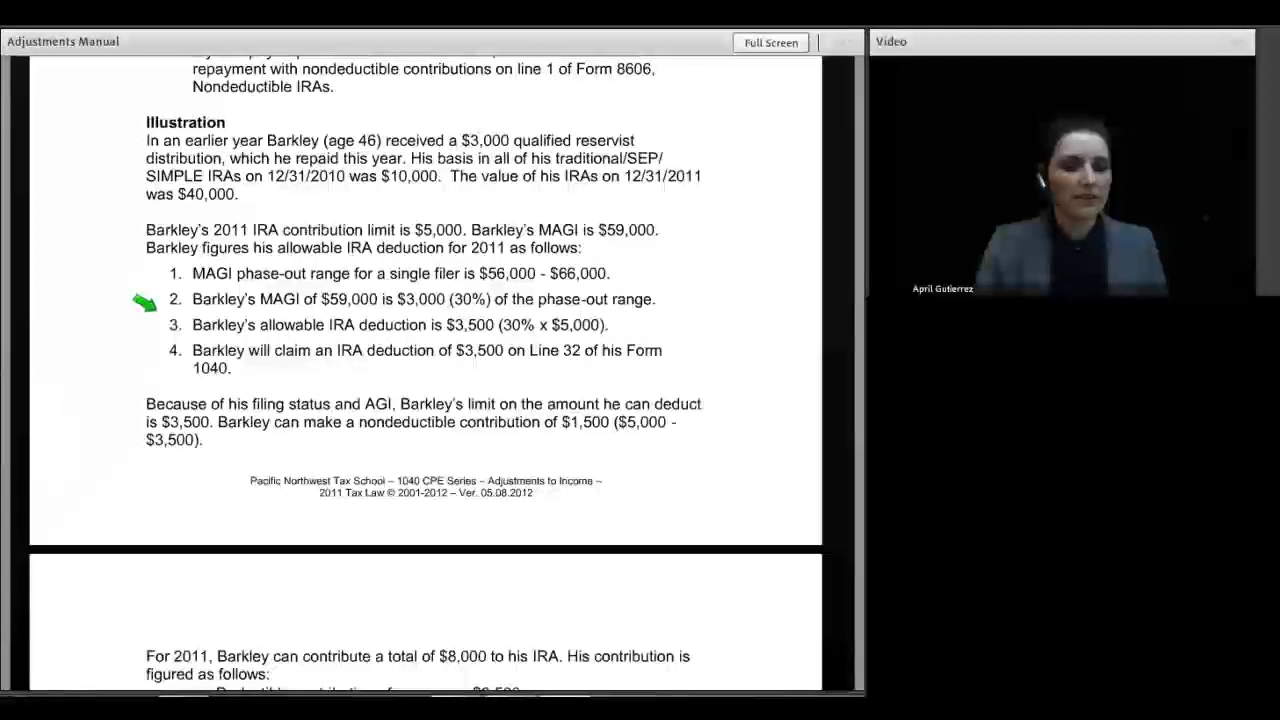 Adjustments Manual
Full Screen
Video
repayment with nondeductible contributions on line 1 of Form 8606,
Nondeductible IRAs.
Illustration
In an earlier year Barkley (age 46) received a $3,000 qualified reservist
distribution, which he repaid this year. His basis in all of his traditional/SEP/
SIMPLE IRAs on 12/31/2010 was $10,000. The value of his IRAs on 12/31/2011
was $40,000.
Barkley's 2011 IRA contribution limit is $5,000. Barkley's MAGI is $59,000.
Barkley figures his allowable IRA deduction for 2011 as follows:
1. MAGI phase-out range for a single filer is $56,000 - $66,000.
2. Barkley's MAGI of $59,000 is $3,000 (30%) of the phase-out range.
3. Barkley's allowable IRA deduction is $3,500 (30% x $5,000).
4. Barkley will claim an IRA deduction of $3,500 on Line 32 of his Form
1040.
Because of his filing status and AGI, Barkley's limit on the amount he can deduct
is $3,500. Barkley can make a nondeductible contribution of $1,500 ($5,000 -
$3,500).
Pacific Northwest Tax School – 1040 CPE Series – Adjustments to Income –
2011 Tax Law © 2001-2012 – Ver. 05.08.2012
For 2011, Barkley can contribute a total of $8,000 to his IRA. His contribution is
figured as follows:
April Gutierrez